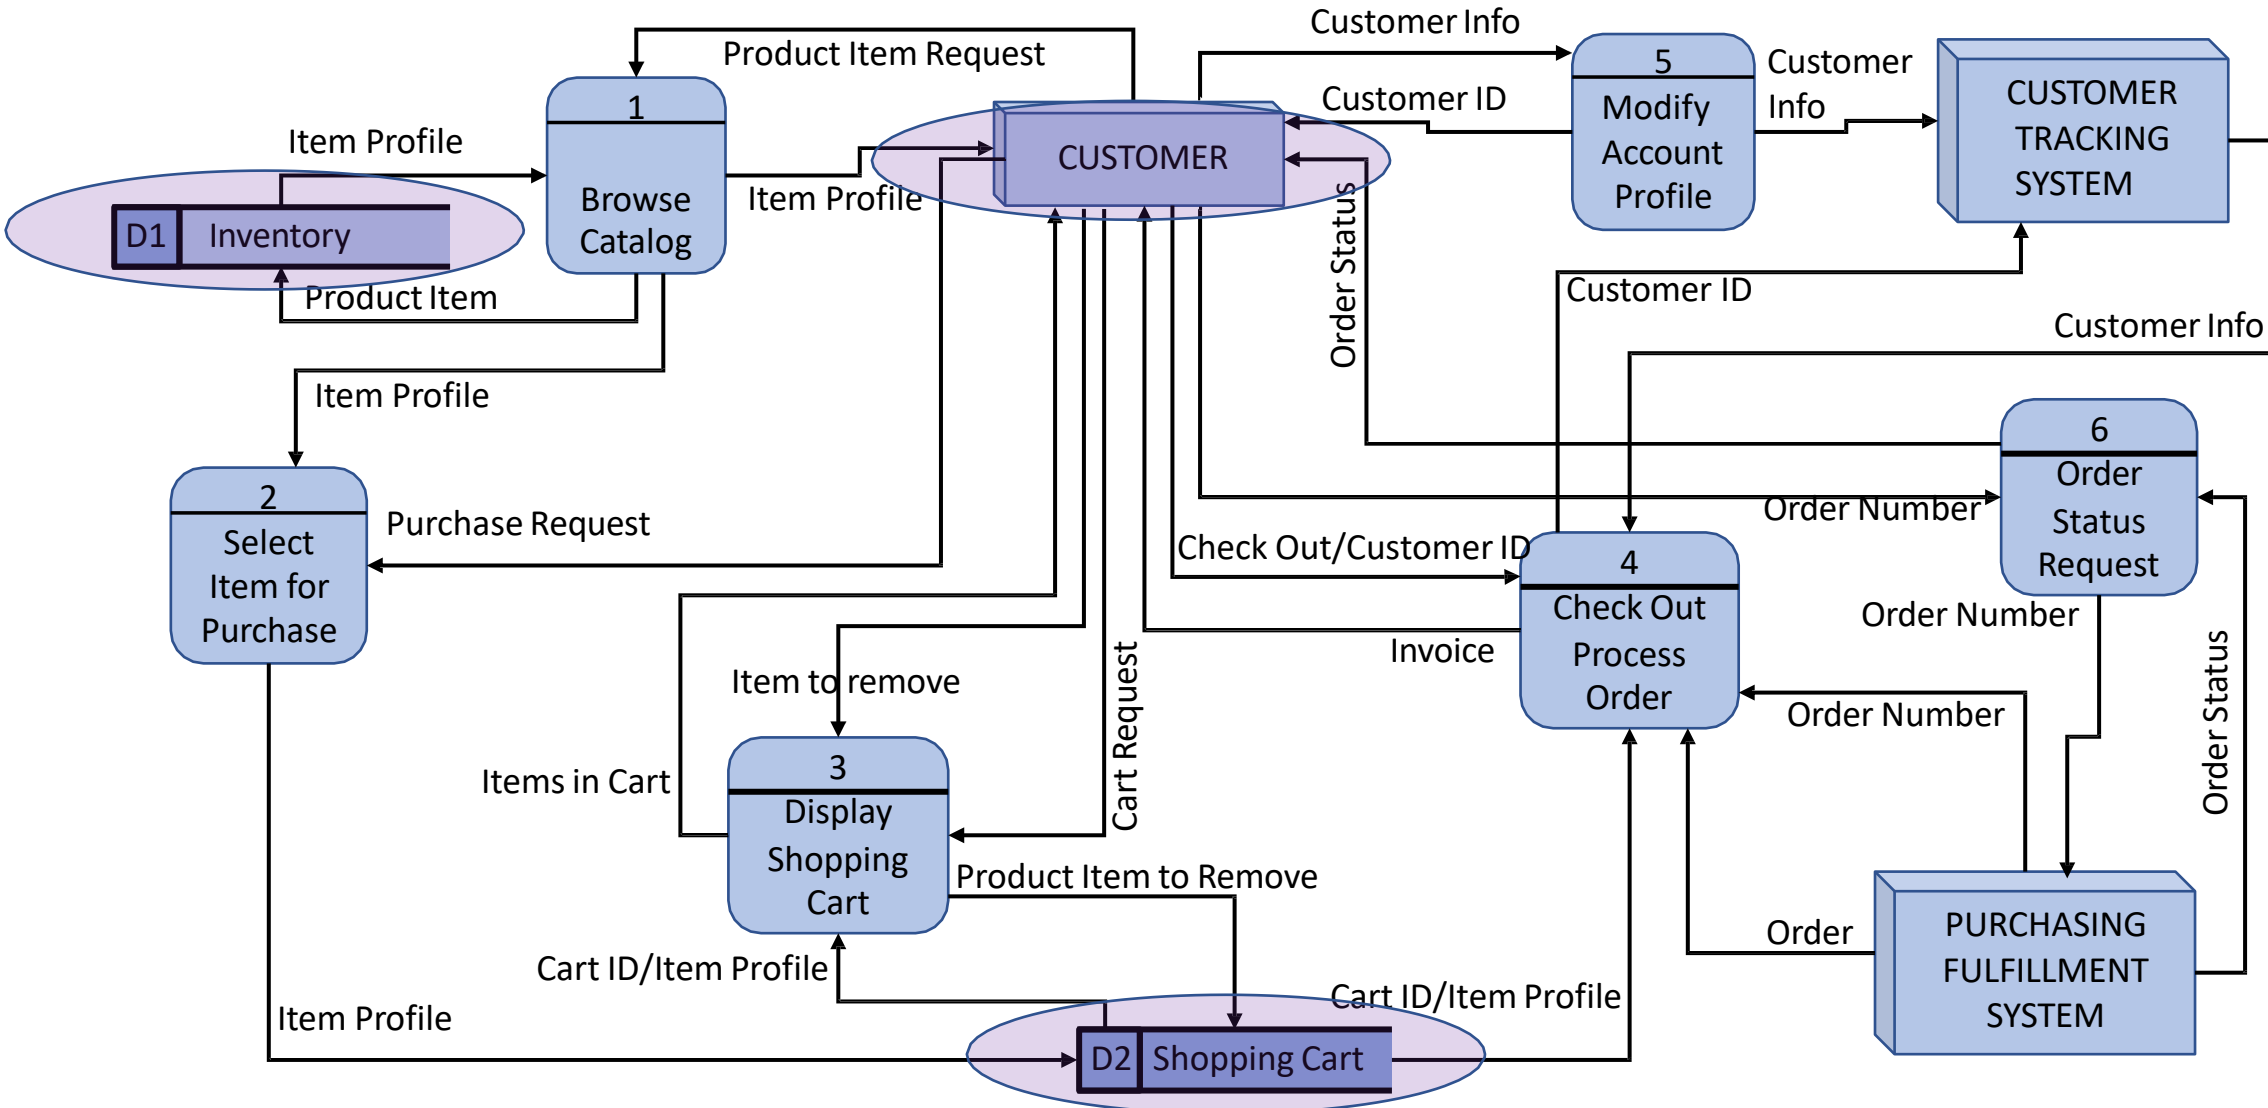 Customer Info
Product Item Request
5
Customer
Info
CUSTOMER
TRACKING
SYSTEM
1
Customer ID
Modify
Account
Profile
Item Profile
CUSTOMER
Item Profile
Browse
Catalog
D1
Inventory
Order Status
Product Item
Customer ID
Customer Info
Item Profile
6
Order
Status
Request
2
Select
Item for
Purchase
Purchase Request
Order Number
Check Out/Customer ID
4
Check Out
Process
Order
Order Number
Invoice
Item to remove
Cart Request
Order Number
Order Status
Items in Cart
3
Display
Shopping
Cart
Product Item to Remove
Order
PURCHASING
FULFILLMENT
SYSTEM
Cart ID/Item Profile
Cart ID/Item Profile
Item Profile
D2
Shopping Cart